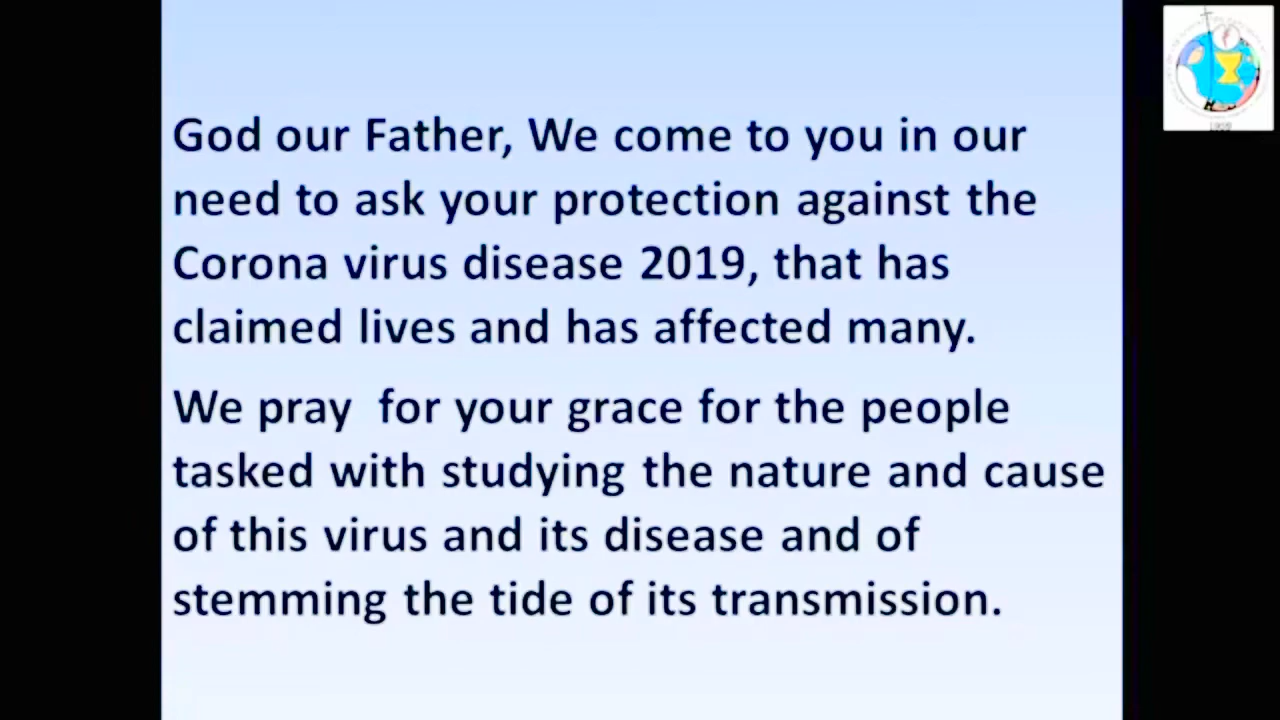 God our Father, We come to you in our
need to ask your protection against the
Corona virus disease 2019, that has
claimed lives and has affected many.
We pray  for your grace for the people
tasked with studying the nature and cause
of this virus and its disease and of
stemming the tide of its transmission.